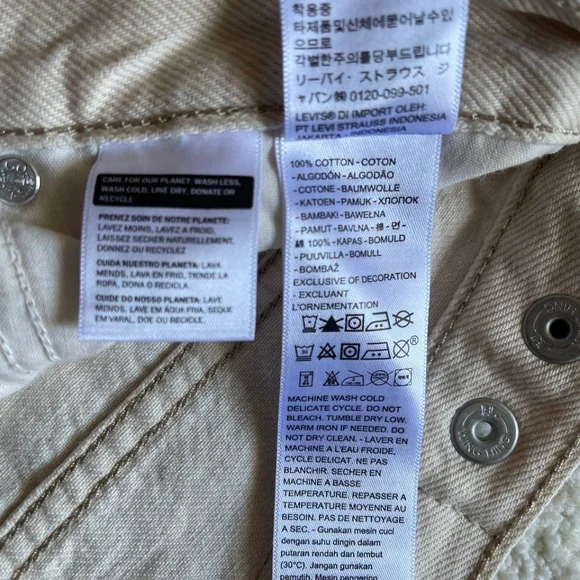 CARE FOR OUR PLANET: WASH LESS,
WASH COLD, LINE DRY, DONATE OR
RECYCLE
PRENEZ SOIN DE NOTRE PLANETE:
LAVEZ MOINS, LAVEZ A FROID,
LAISSEZ SECHER NATURELLEMENT,
DONNEZ OU RECYCLEZ
CUIDA NUESTRO PLANETA: LAVA
MENOS, LAVA EN FRIO, TIENDE LA
ROPA, DONA O RECICLA.
CUIDE DO NOSSO PLANETA: LAVE
MENOS, LAVE EM ÁGUA FRIA, SEQUE
EM VARAL, DOE OU RECICLE.
착용중
타제품및신체에묻어날수있
으므로
각별한주의를당부드립니다
リーバイ・ストラウス ジ
ャパン㈱ 0120-099-501
LEVI'S® DI IMPORT OLEH:
PT LEVI STRAUSS INDONESIA
JAKARTA - INDONESIA
100% COTTON - COTON
- ALGODÓN - ALGODÃO
- COTONE - BAUMWOLLE
- KATOEN - PAMUK - ХЛОПОК
- BAMBAKI - BAWEŁNA
- PAMUT - BAVLNA - 棉 - 면 -
綿 100% - KAPAS - BOMULD
- PUUVILLA - BOMULL
- BOMBAŽ
EXCLUSIVE OF DECORATION
- EXCLUANT
L'ORNEMENTATION
MACHINE WASH COLD
DELICATE CYCLE. DO NOT
BLEACH. TUMBLE DRY LOW.
WARM IRON IF NEEDED. DO
NOT DRY CLEAN. - LAVER EN
MACHINE A L'EAU FROIDE,
CYCLE DELICAT. NE PAS
BLANCHIR. SECHER EN
MACHINE A BASSE
TEMPERATURE. REPASSER A
TEMPERATURE MOYENNE AU
BESOIN. PAS DE NETTOYAGE
A SEC. - Gunakan mesin cuci
dengan putaran
putaran rendah dan lembut
(30°C). Jangan gunakan
pemutih. Mesin pengering